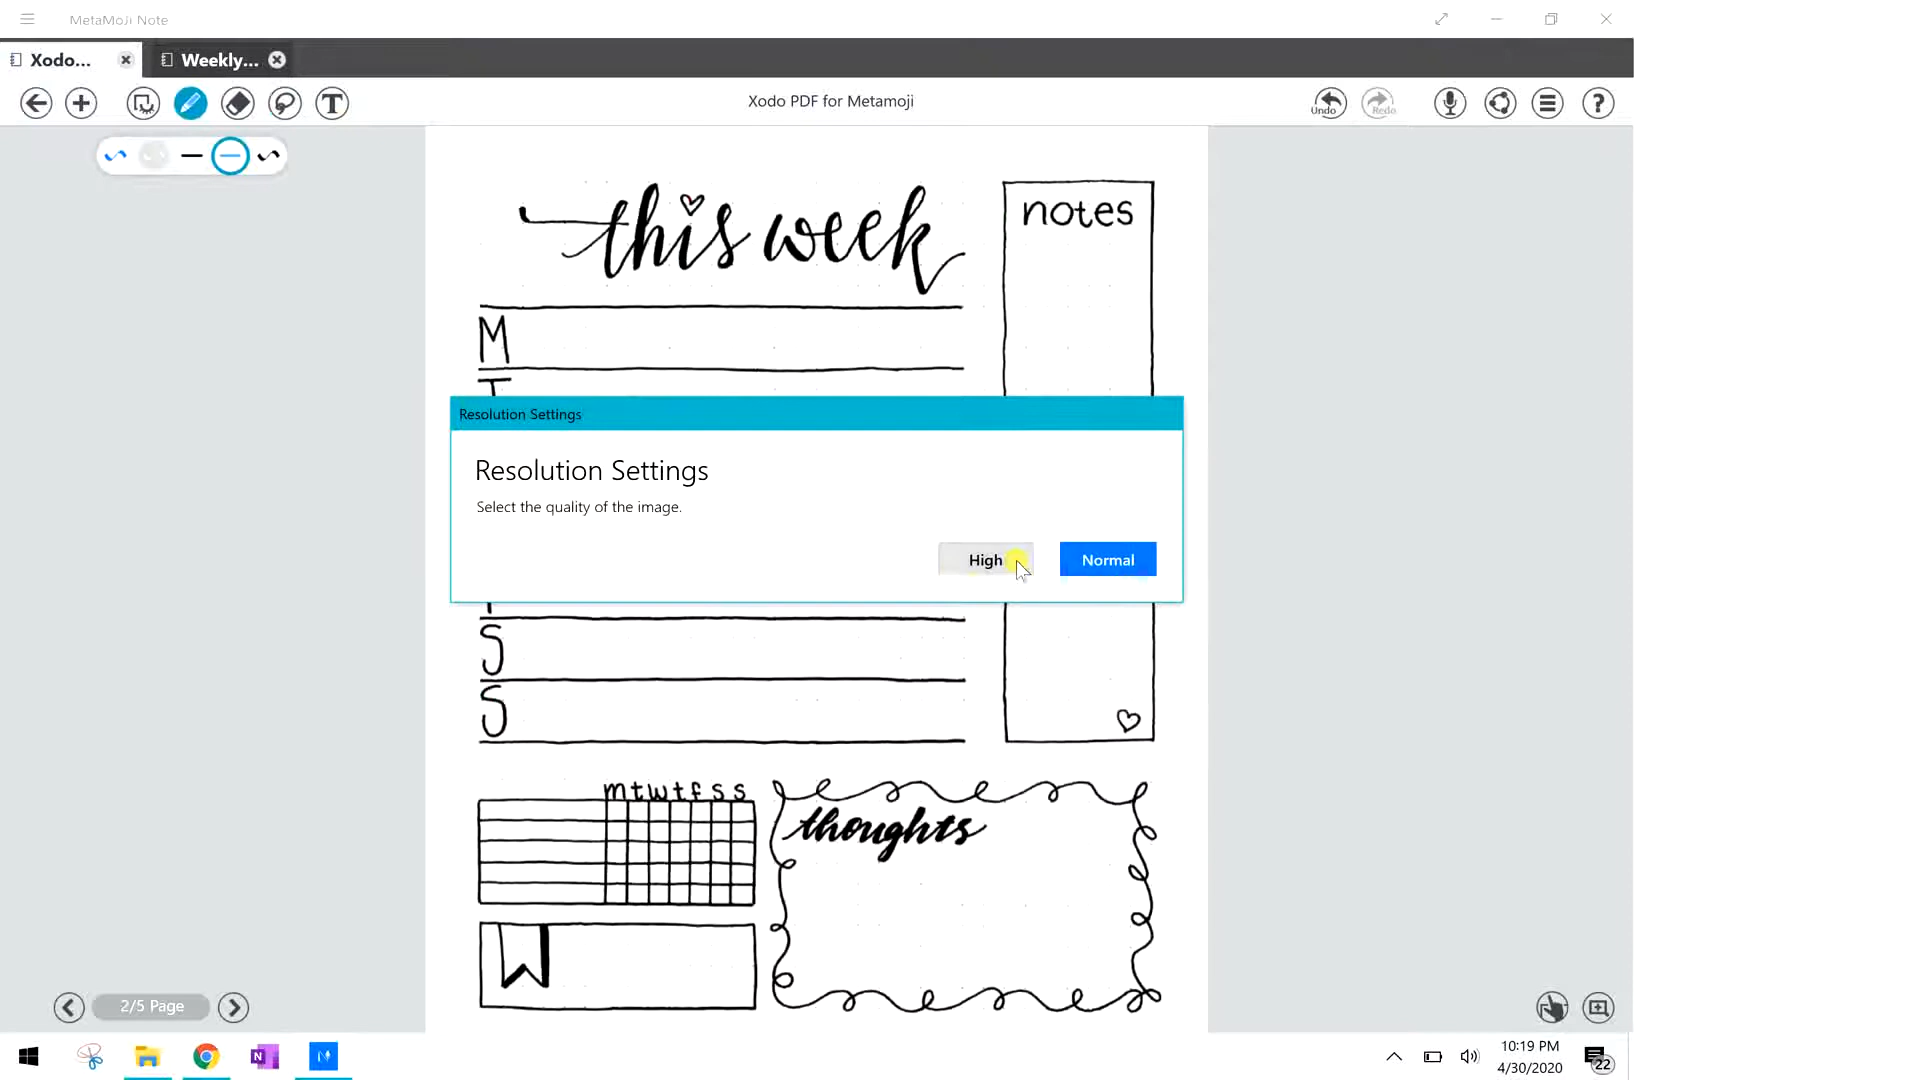 MetaMoji Note
Xodo...
Weekly...
Xodo PDF for Metamoji
Undo
Redo
this week
notes
M
T
Resolution Settings
Resolution Settings
Select the quality of the image.
High
Normal
S
S
m t w t f s s
thoughts
2/5 Page
10:19 PM
4/30/2020
22